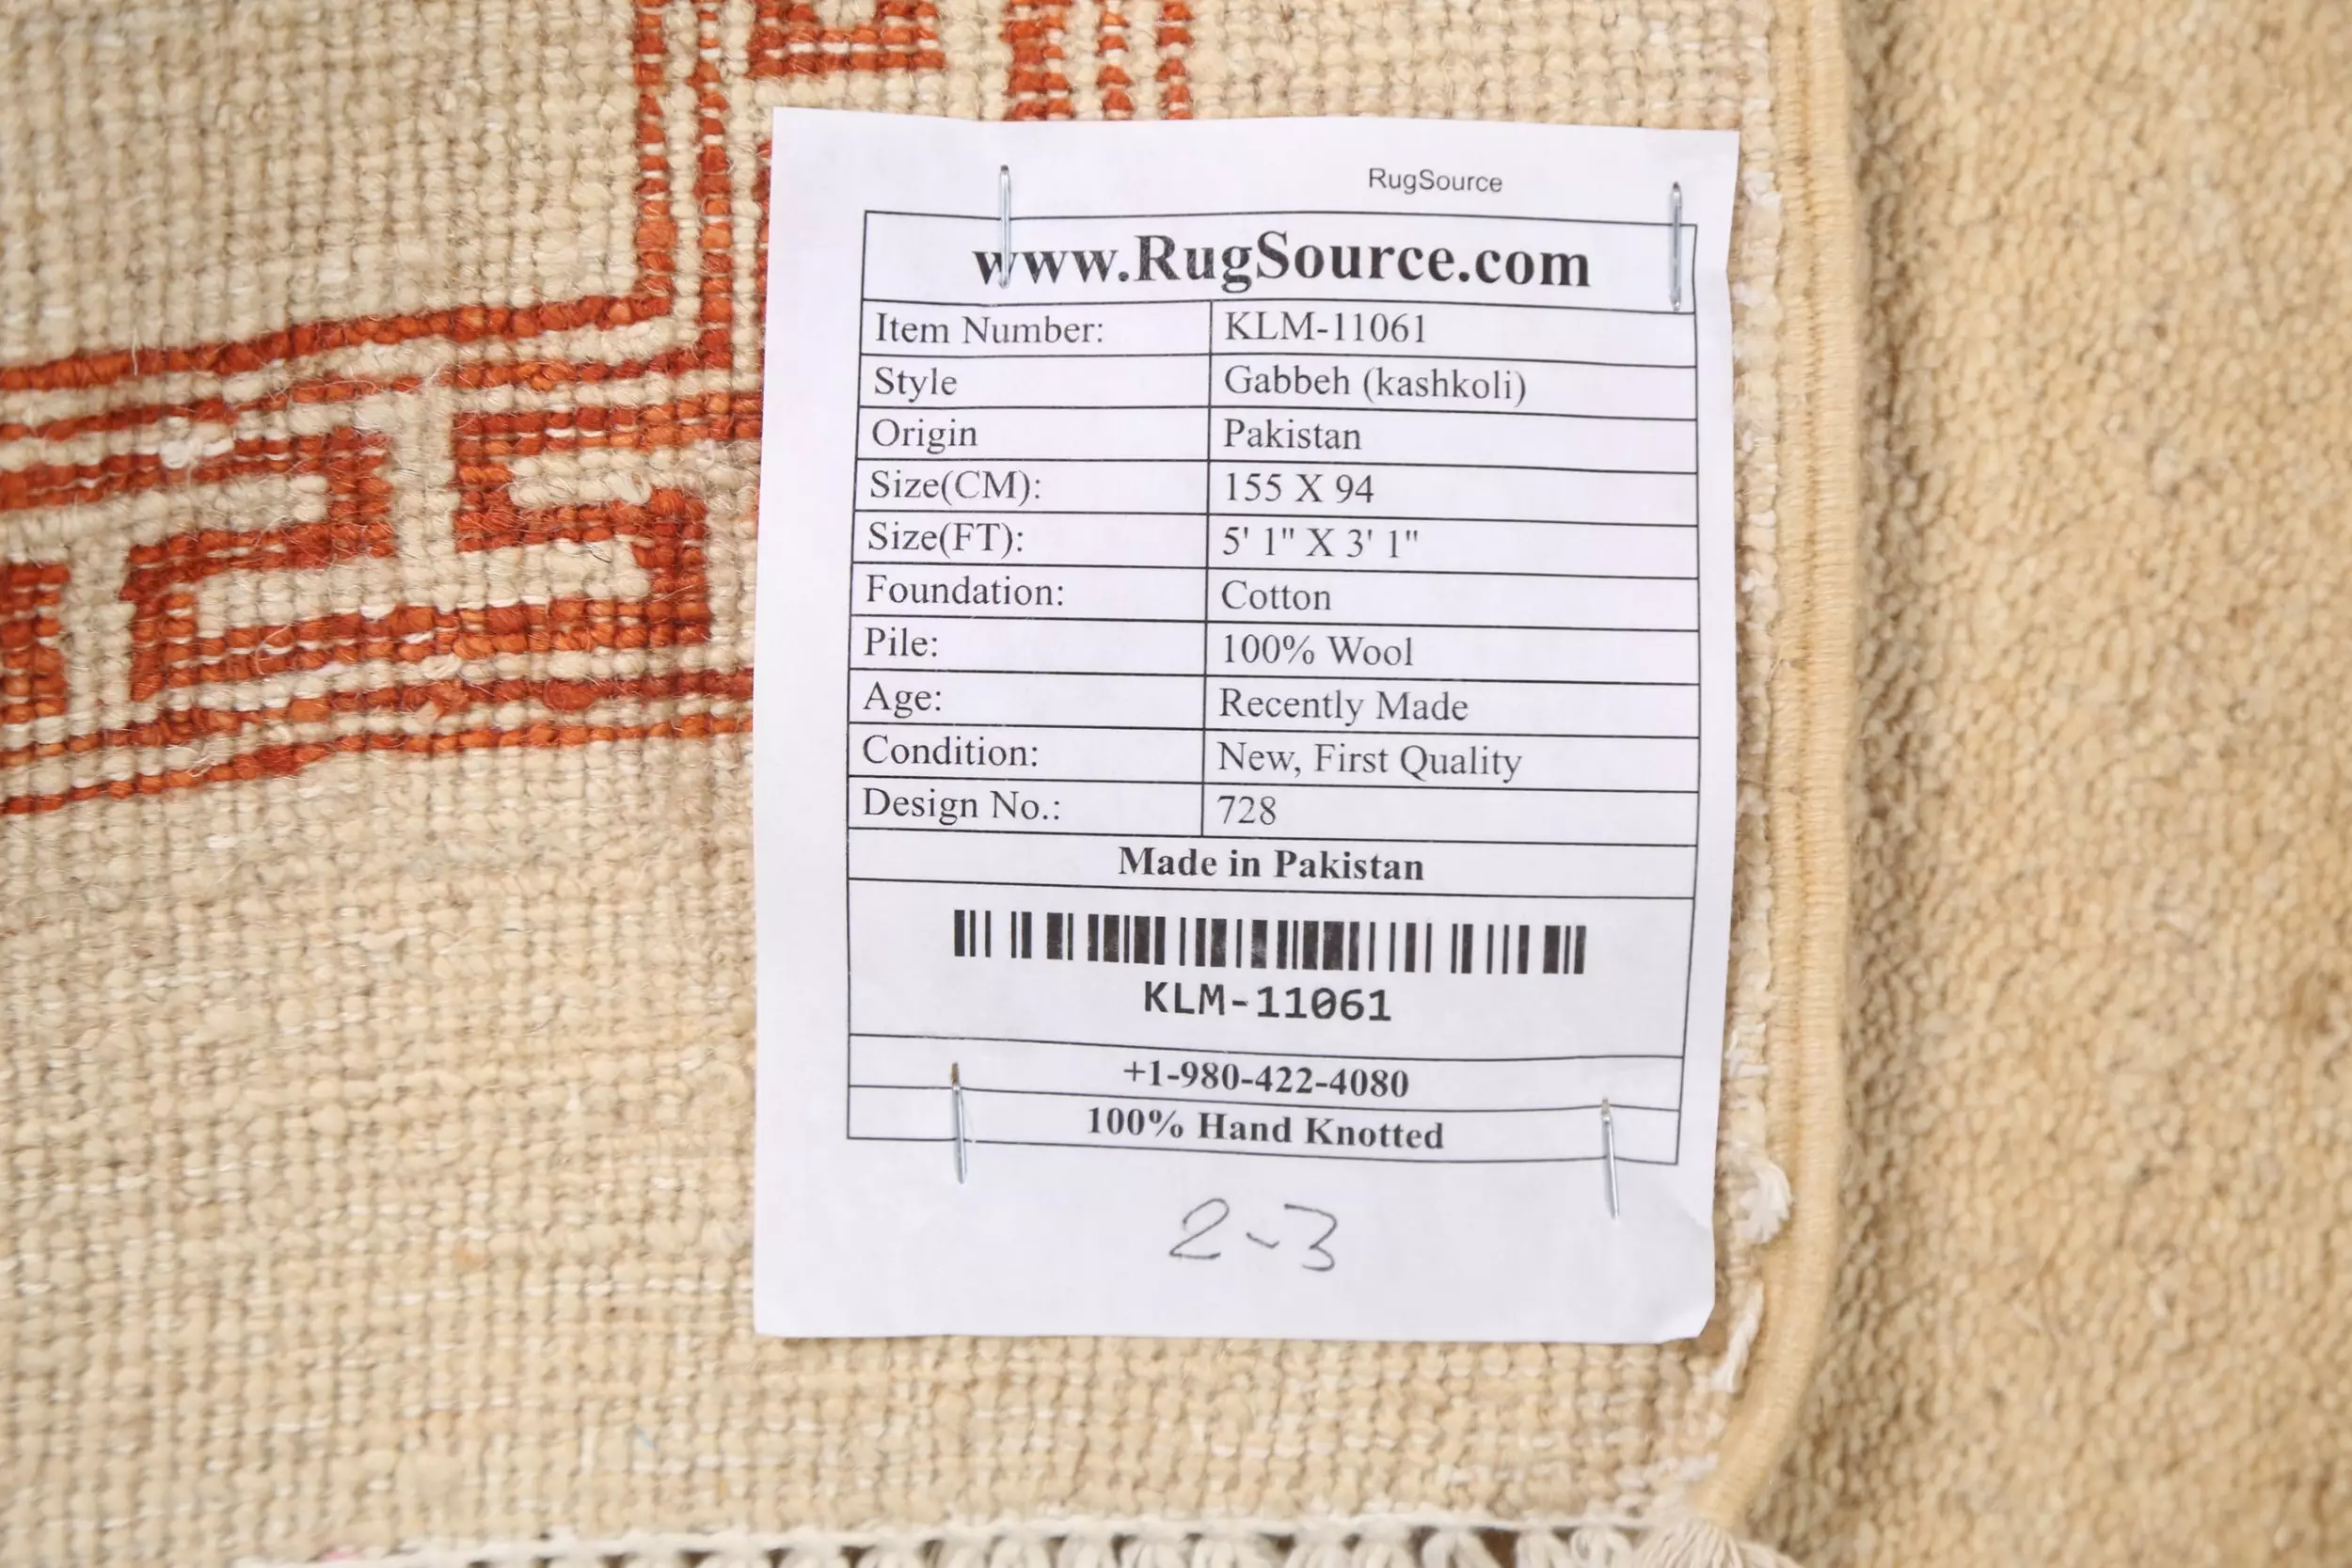 RugSource
www.RugSource.com
Item Number: KLM-11061
Style Gabbeh (kashkoli)
Origin Pakistan
Size(CM): 155 X 94
Size(FT): 5' 1" X 3' 1"
Foundation: Cotton
Pile: 100% Wool
Age: Recently Made
Condition: New, First Quality
Design No.: 728
Made in Pakistan
KLM-11061
+1-980-422-4080
100% Hand Knotted
2-3